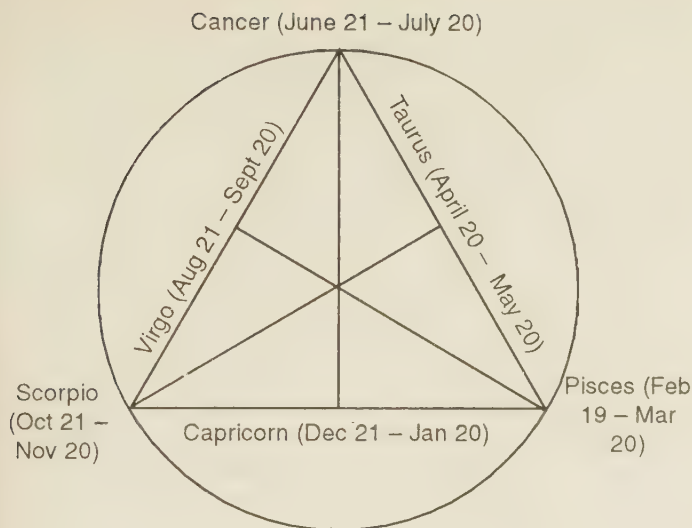 Cancer (June 21 – July 20)
Virgo (Aug 21 – Sept 20)
Taurus (April 20 – May 20)
Scorpio
(Oct 21 –
Nov 20)
Capricorn (Dec 21 – Jan 20)
Pisces (Feb
19 – Mar
20)